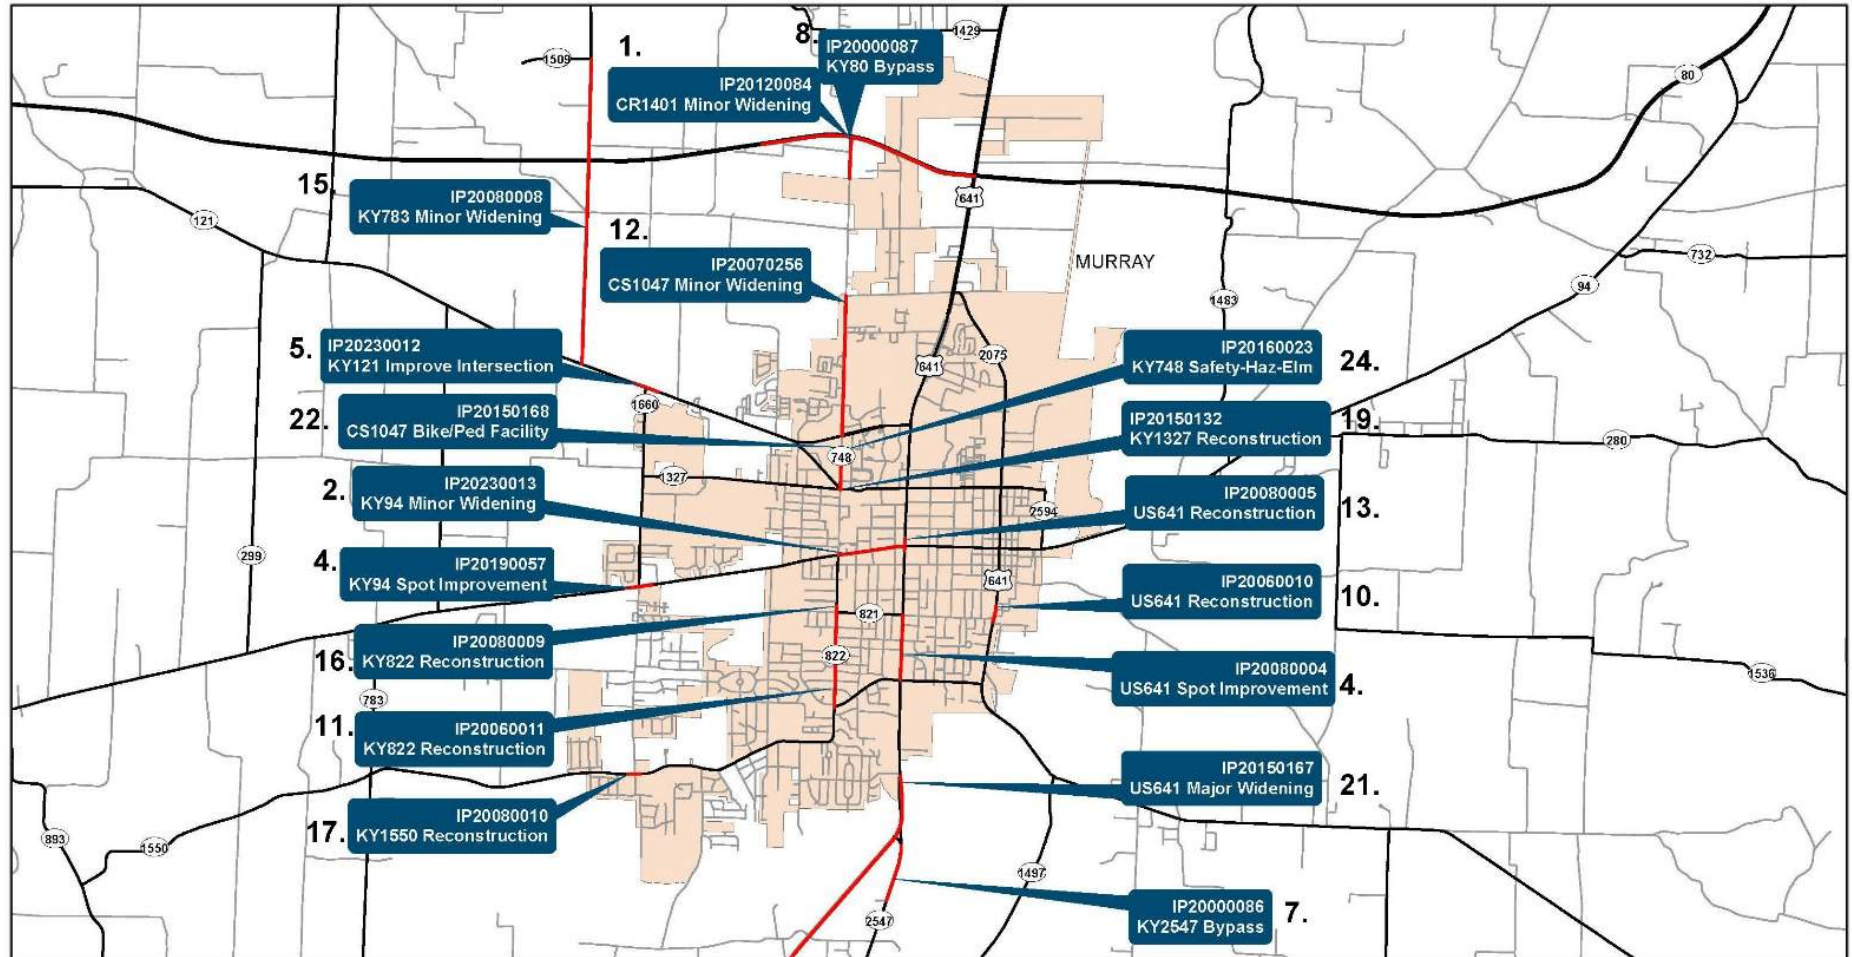 1429
8.
IP20000087
KY80 Bypass
1.
1509
80
IP20120084
CR1401 Minor Widening
15.
IP20080008
KY783 Minor Widening
641
121
12.
IP20070256
CS1047 Minor Widening
MURRAY
732
94
1483
5.
IP20230012
KY121 Improve Intersection
641
2075
IP20160023
KY748 Safety-Haz-Elm
24.
1660
22.
IP20150168
CS1047 Bike/Ped Facility
IP20150132
KY1327 Reconstruction
19.
280
748
1327
2.
IP20230013
KY94 Minor Widening
IP20080005
US641 Reconstruction
13.
2594
299
4.
IP20190057
KY94 Spot Improvement
641
IP20060010
US641 Reconstruction
10.
821
16.
IP20080009
KY822 Reconstruction
822
IP20080004
US641 Spot Improvement
4.
1536
783
11.
IP20060011
KY822 Reconstruction
IP20150167
US641 Major Widening
21.
17.
IP20080010
KY1550 Reconstruction
893
1550
1497
2547
IP20000086
KY2547 Bypass
7.